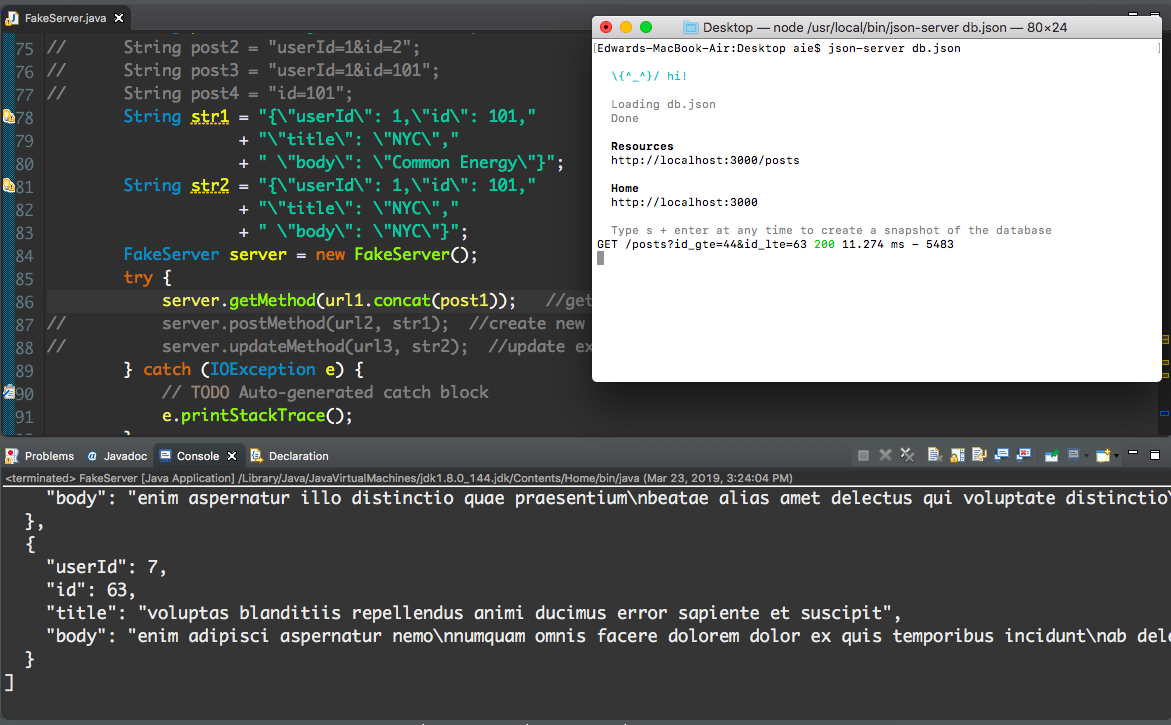 FakeServer.java
75 // String post2 = "userId=1&id=2";
76 // String post3 = "userId=1&id=101";
77 // String post4 = "id=101";
78 String str1 = "{\"userId\": 1,\"id\": 101,"
79 + "\"title\": \"NYC\","
80 + " \"body\": \"Common Energy\"}";
81 String str2 = "{\"userId\": 1,\"id\": 101,"
82 + "\"title\": \"NYC\","
83 + " \"body\": \"NYC\"}";
84 FakeServer server = new FakeServer();
85 try {
86 server.getMethod(url1.concat(post1)); //get
87 // server.postMethod(url2, str1); //create new
88 // server.updateMethod(url3, str2); //update ex
89 } catch (IOException e) {
90 // TODO Auto-generated catch block
91 e.printStackTrace();
Desktop — node /usr/local/bin/json-server db.json — 80×24
[Edwards-MacBook-Air:Desktop aie$ json-server db.json ]
\{^_^}/ hi!
Loading db.json
Done
Resources
http://localhost:3000/posts
Home
http://localhost:3000
Type s + enter at any time to create a snapshot of the database
GET /posts?id_gte=44&id_lte=63 200 11.274 ms - 5483
Problems @ Javadoc Console Declaration
<terminated> FakeServer [Java Application] /Library/Java/JavaVirtualMachines/jdk1.8.0_144.jdk/Contents/Home/bin/java (Mar 23, 2019, 3:24:04 PM)
"body": "enim aspernatur illo distinctio quae praesentium\nbeatae alias amet delectus qui voluptate distinctio\
},
{
"userId": 7,
"id": 63,
"title": "voluptas blanditiis repellendus animi ducimus error sapiente et suscipit",
"body": "enim adipisci aspernatur nemo\nnumquam omnis facere dolorem dolor ex quis temporibus incidunt\nab dele
}
]